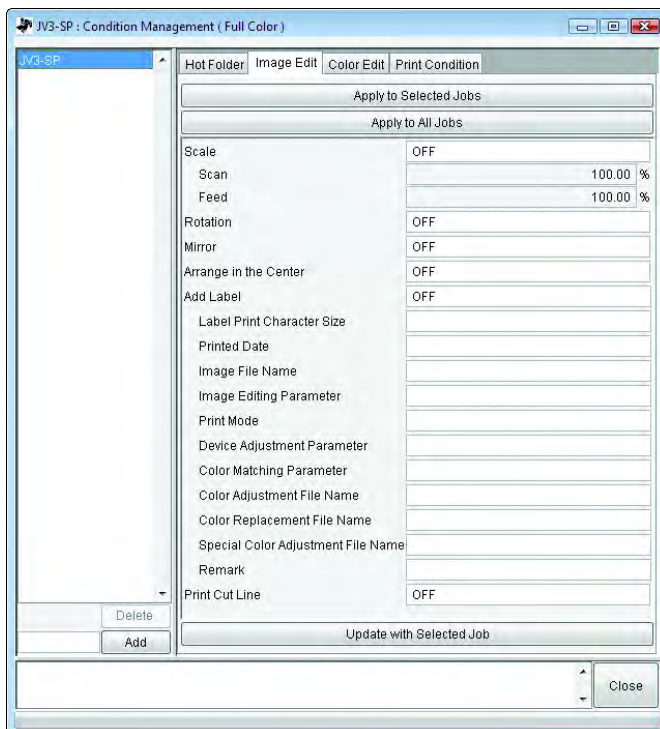 JV3-SP : Condition Management ( Full Color )
JV3-SP
Hot Folder Image Edit Color Edit Print Condition
Apply to Selected Jobs
Apply to All Jobs
Scale OFF
Scan 100.00 %
Feed 100.00 %
Rotation OFF
Mirror OFF
Arrange in the Center OFF
Add Label OFF
Label Print Character Size
Printed Date
Image File Name
Image Editing Parameter
Print Mode
Device Adjustment Parameter
Color Matching Parameter
Color Adjustment File Name
Color Replacement File Name
Special Color Adjustment File Name
Remark
Print Cut Line OFF
Delete
Add
Update with Selected Job
Close